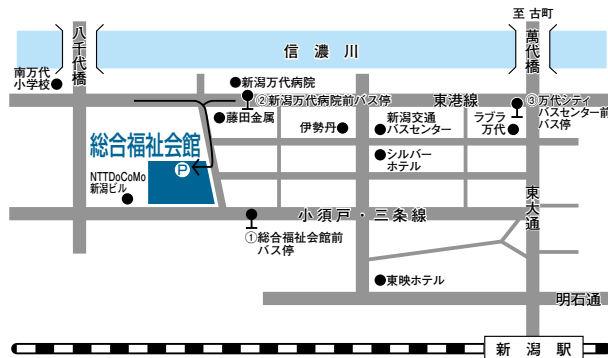 至 古町
八千代橋
信濃川
萬代橋
南万代
小学校
新潟万代病院
②新潟万代病院前バス停
東港線
③万代シティ
バスセンター前
バス停
藤田金属
伊勢丹
新潟交通
バスセンター
ラブラ
万代
総合福祉会館
P
シルバー
ホテル
NTTDoCoMo
新潟ビル
東大通
小須戸・三条線
①総合福祉会館前
バス停
東映ホテル
明石通
新潟駅